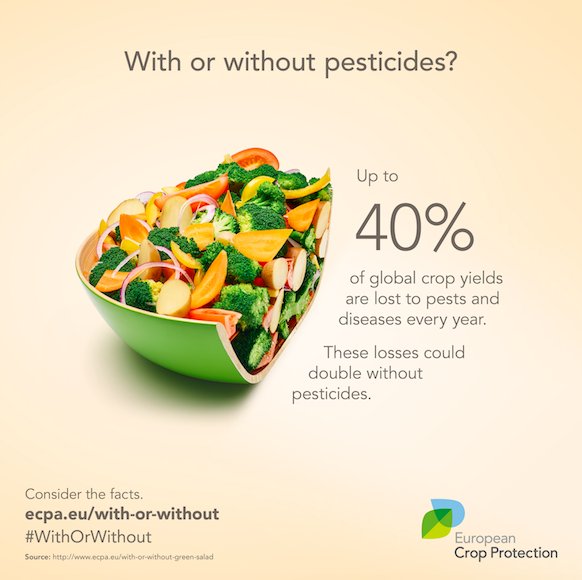 With or without pesticides?
Up to
40%
of global crop yields
are lost to pests and
diseases every year.
These losses could
double without
pesticides.
Consider the facts.
ecpa.eu/with-or-without
#WithOrWithout
Source: http://www.ecpa.eu/with-or-without-green-salad
European
Crop Protection